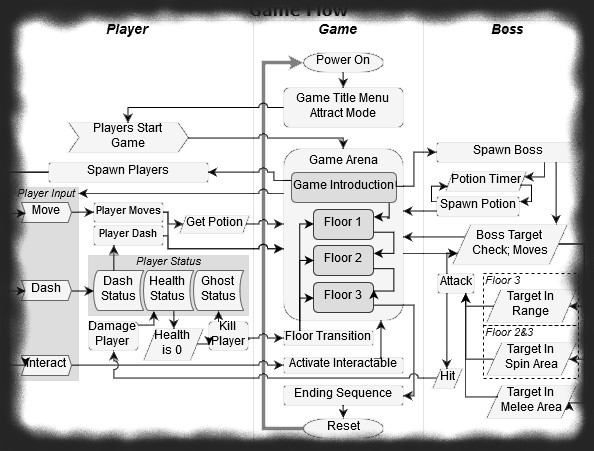 Game Flow
Player
Game
Boss
Power On
Game Title Menu
Attract Mode
Players Start
Game
Spawn Players
Game Arena
Game Introduction
Spawn Boss
Potion Timer
Spawn Potion
Player Input
Move
Player Moves
Get Potion
Player Dash
Floor 1
Floor 2
Floor 3
Boss Target
Check; Moves
Player Status
Dash
Dash
Status
Health
Status
Ghost
Status
Attack
Floor 3
Target In
Range
Damage
Player
Health
is 0
Kill
Player
Floor Transition
Floor 2&3
Target In
Spin Area
Interact
Activate Interactable
Hit
Ending Sequence
Target In
Melee Area
Reset